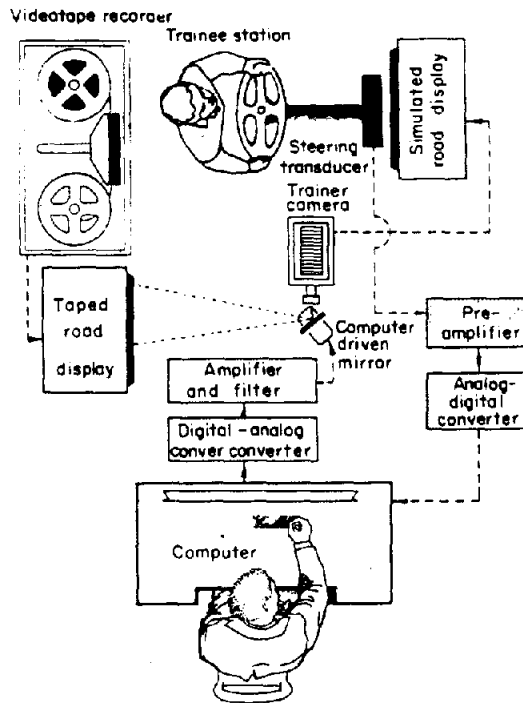 Videotape recorder
Trainee station
Simulated
road display
Steering
transducer
Trainer
camera
Taped
road
display
Computer
driven
mirror
Pre-
amplifier
Amplifier
and filter
Analog-
digital
converter
Digital-analog
conver converter
Computer